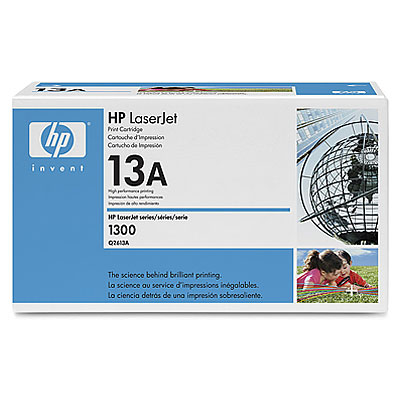 13A
hp
invent
HP LaserJet
Print Cartridge
Cartouche d'impression
Cartucho de impresión
13A
High performance printing
Impression hautes performances
Impresión de alto rendimiento
HP LaserJet series/séries/serie
1300
Q2613A
The science behind brilliant printing.
La science au service d'impressions inégalables.
La ciencia detrás de una impresión sobresaliente.